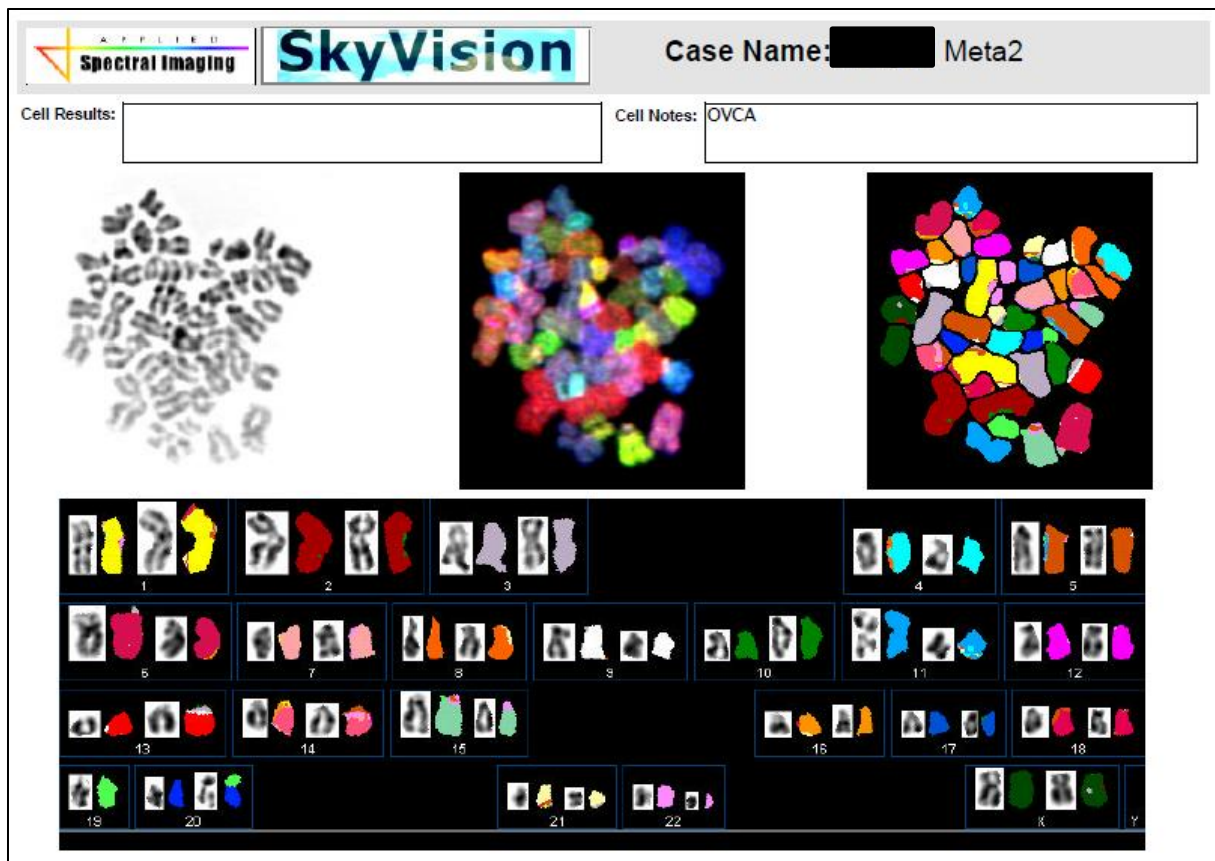 APPLIED
Spectral Imaging
SkyVision
Case Name: Meta2
Cell Results:
Cell Notes: OVCA
1 2 3 4 5
6 7 8 9 10 11 12
13 14 15 16 17 18
19 20 21 22 X Y